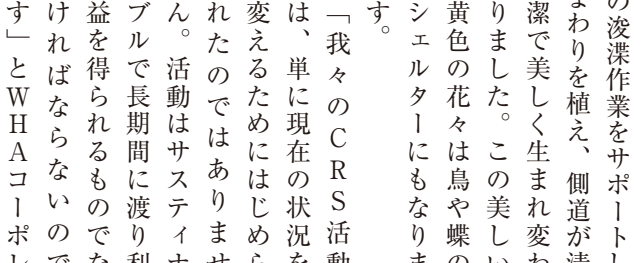 の浚渫作業をサポートし
まわりを植え、側道が清
潔で美しく生まれ変わ
りました。この美しい
黄色の花々は鳥や蝶の
シェルターにもなりま
す。
「我々のCRS活動
は、単に現在の状況を
変えるためにはじめら
れたのではありませ
ん。活動はサスティナ
ブルで長期間に渡り利
益を得られるものでな
ければならないので
す」とWHAコーポレ